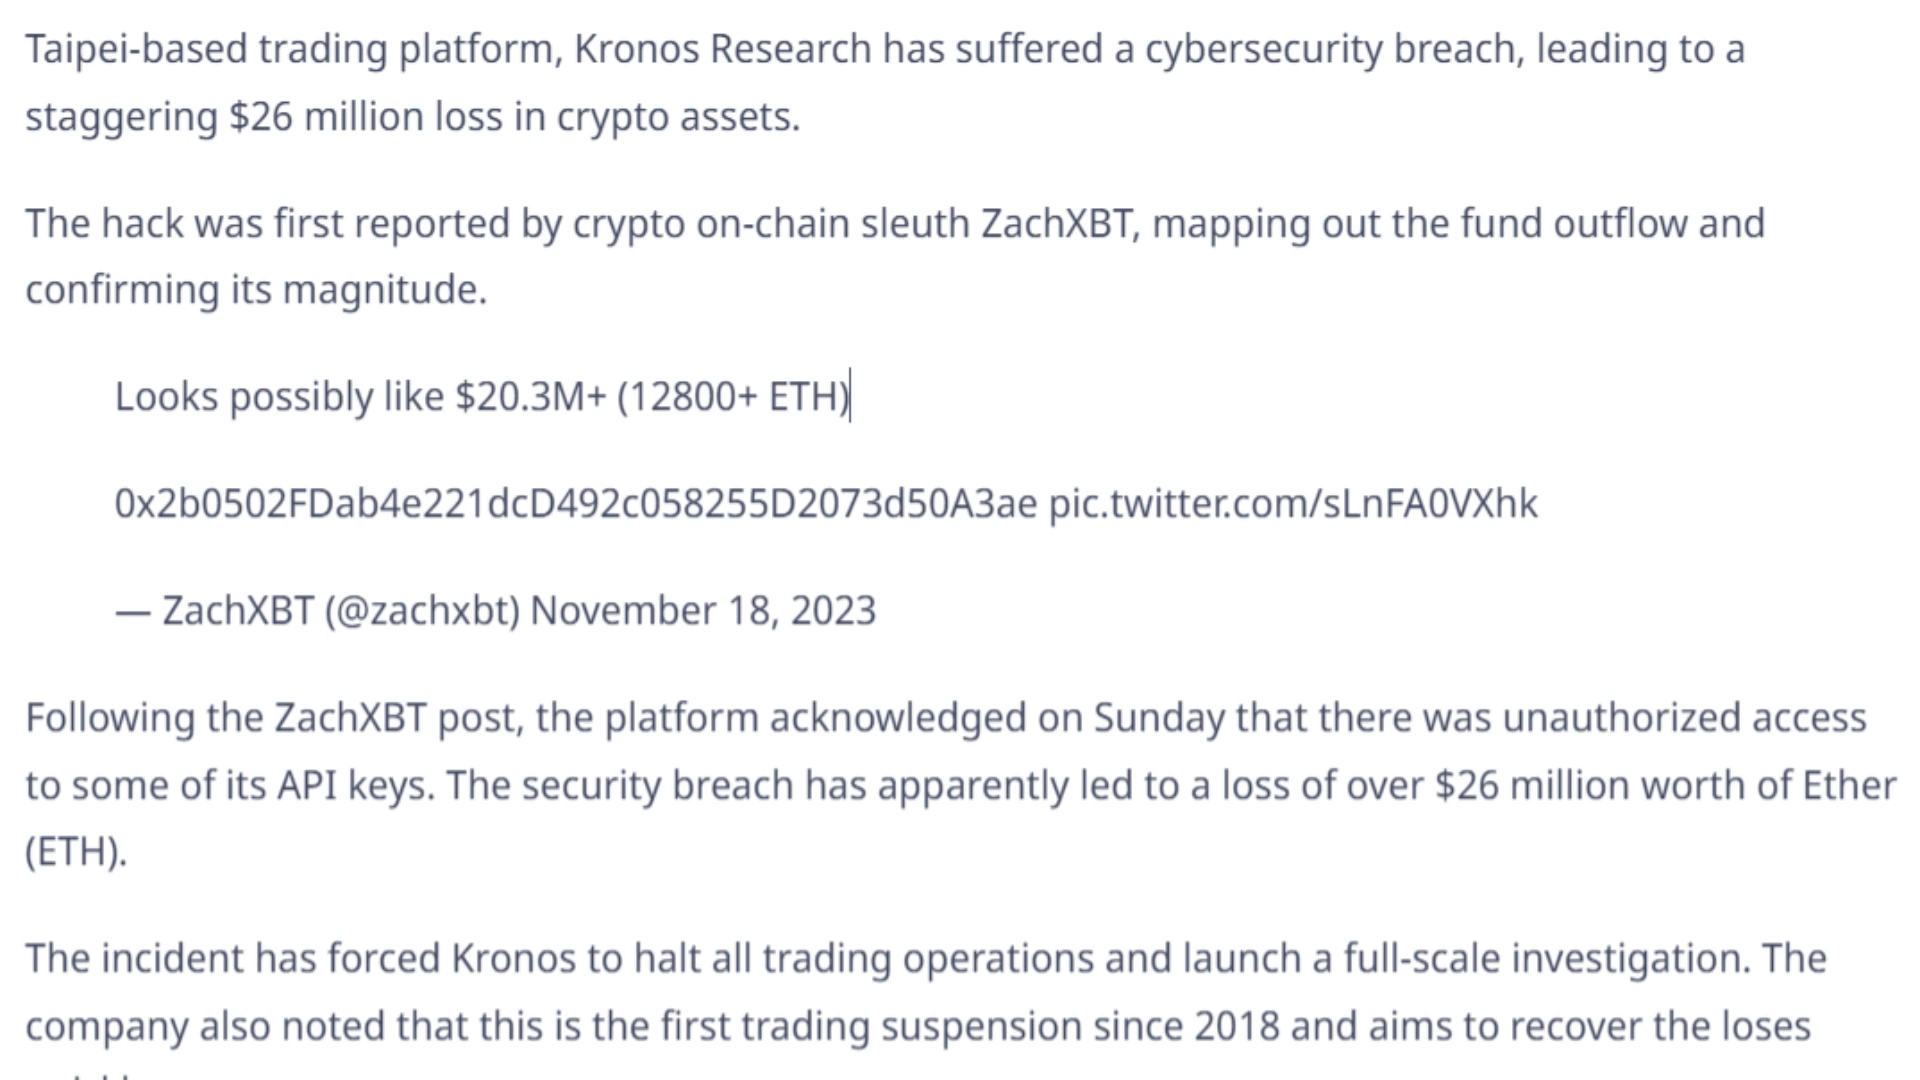 Taipei-based trading platform, Kronos Research has suffered a cybersecurity breach, leading to a
staggering $26 million loss in crypto assets.
The hack was first reported by crypto on-chain sleuth ZachXBT, mapping out the fund outflow and
confirming its magnitude.
Looks possibly like $20.3M+ (12800+ ETH)
0x2b0502FDab4e221dcD492c058255D2073d50A3ae pic.twitter.com/sLnFA0VXhk
— ZachXBT (@zachxbt) November 18, 2023
Following the ZachXBT post, the platform acknowledged on Sunday that there was unauthorized access
to some of its API keys. The security breach has apparently led to a loss of over $26 million worth of Ether
(ETH).
The incident has forced Kronos to halt all trading operations and launch a full-scale investigation. The
company also noted that this is the first trading suspension since 2018 and aims to recover the loses